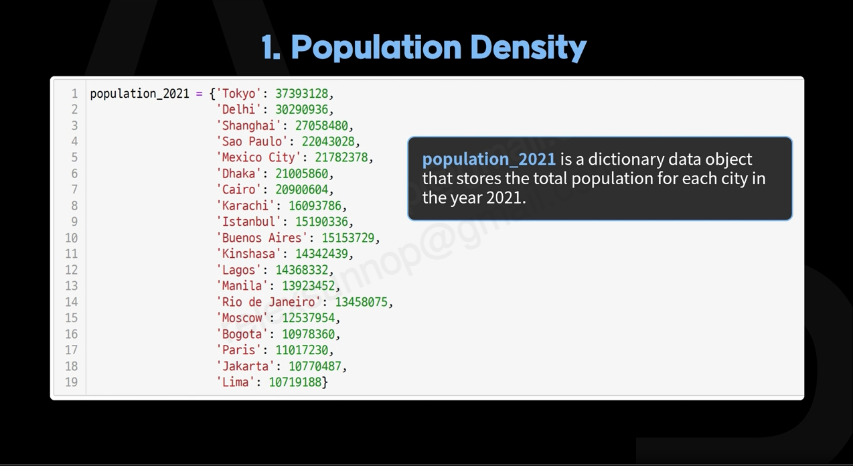 1. Population Density
1 population_2021 = {'Tokyo': 37393128,
2 'Delhi': 30290936,
3 'Shanghai': 27058480,
4 'Sao Paulo': 22043028,
5 'Mexico City': 21782378,
6 'Dhaka': 21005860,
7 'Cairo': 20900604,
8 'Karachi': 16093786,
9 'Istanbul': 15190336,
10 'Buenos Aires': 15153729,
11 'Kinshasa': 14342439,
12 'Lagos': 14368332,
13 'Manila': 13923452,
14 'Rio de Janeiro': 13458075,
15 'Moscow': 12537954,
16 'Bogota': 10978360,
17 'Paris': 11017230,
18 'Jakarta': 10770487,
19 'Lima': 10719188}
population_2021 is a dictionary data object
that stores the total population for each city in
the year 2021.